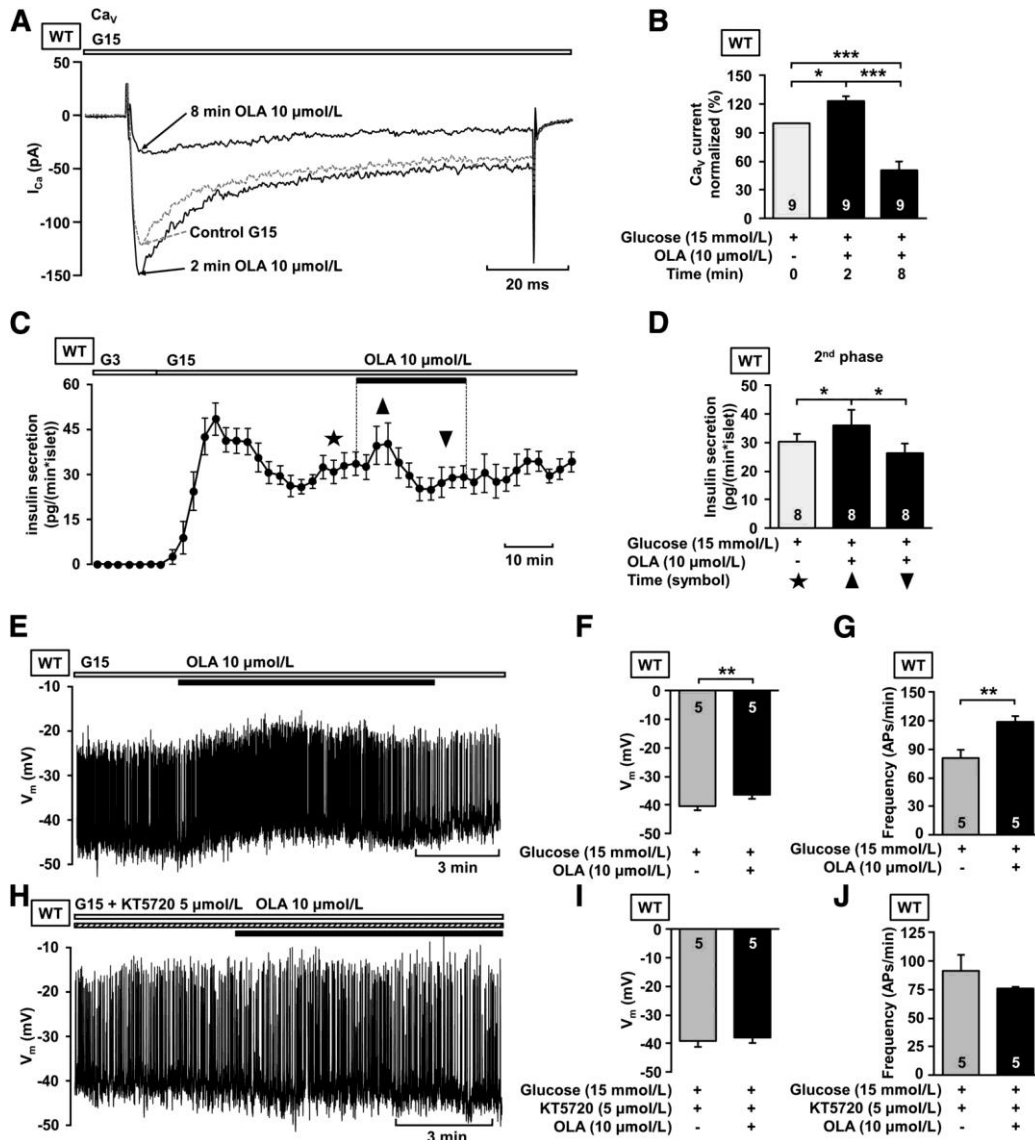 A
WT
Ca_V
G15
50
0
-50
-100
-150
I_Ca (pA)
8 min OLA 10 µmol/L
Control G15
2 min OLA 10 µmol/L
20 ms
B
WT
***
* ***
150
120
90
60
30
0
Ca_V current
normalized (%)
9 9 9
Glucose (15 mmol/L) + + +
OLA (10 µmol/L) - + +
Time (min) 0 2 8
C
WT
G3 G15 OLA 10 µmol/L
60
45
30
15
0
insulin secretion
(pg/(min*islet))
★ ▲ ▼
10 min
D
WT
2nd phase
* *
50
40
30
20
10
0
Insulin secretion
(pg/(min*islet))
8 8 8
Glucose (15 mmol/L) + + +
OLA (10 µmol/L) - + +
Time (symbol) ★ ▲ ▼
E
WT
G15 OLA 10 µmol/L
-10
-20
-30
-40
-50
V_m (mV)
3 min
F
WT
**
0
-10
-20
-30
-40
-50
V_m (mV)
5 5
Glucose (15 mmol/L) + +
OLA (10 µmol/L) - +
G
WT
**
150
120
90
60
30
0
Frequency (APs/min)
5 5
Glucose (15 mmol/L) + +
OLA (10 µmol/L) - +
H
WT
G15 + KT5720 5 µmol/L OLA 10 µmol/L
-10
-20
-30
-40
-50
V_m (mV)
3 min
I
WT
0
-10
-20
-30
-40
-50
V_m (mV)
5 5
Glucose (15 mmol/L) + +
KT5720 (5 µmol/L) + +
OLA (10 µmol/L) - +
J
WT
125
100
75
50
25
0
Frequency (APs/min)
5 5
Glucose (15 mmol/L) + +
KT5720 (5 µmol/L) + +
OLA (10 µmol/L) - +